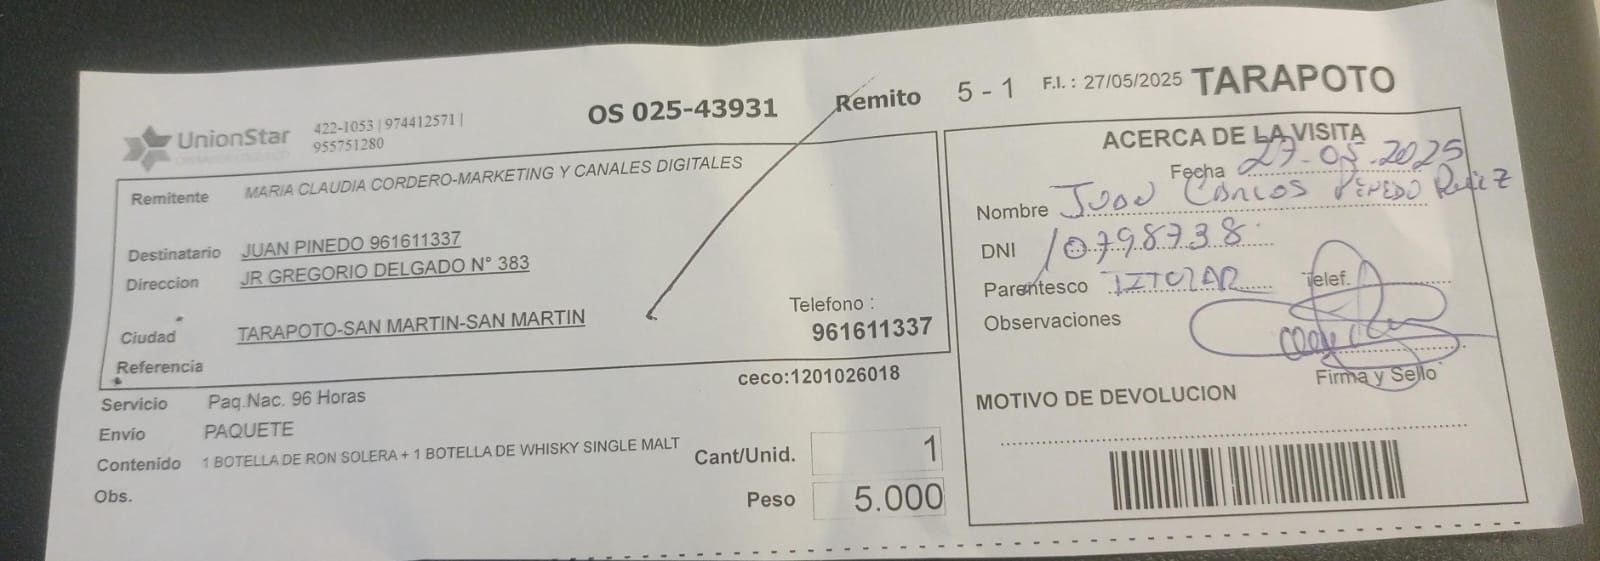 UnionStar
422-1053 | 974412571 |
955751280
OS 025-43931
Remito 5 - 1 F.I. : 27/05/2025 TARAPOTO
Remitente MARIA CLAUDIA CORDERO-MARKETING Y CANALES DIGITALES
Destinatario JUAN PINEDO 961611337
Direccion JR GREGORIO DELGADO N° 383
Ciudad TARAPOTO-SAN MARTIN-SAN MARTIN
Telefono :
961611337
Referencia
ceco:1201026018
Servicio Paq.Nac. 96 Horas
Envío PAQUETE
Contenido 1 BOTELLA DE RON SOLERA + 1 BOTELLA DE WHISKY SINGLE MALT
Cant/Unid. 1
Obs.
Peso 5.000
ACERCA DE LA VISITA
Fecha 27-05.2025
Nombre Juan Carlos Ruiz
DNI 10798738
Parentesco TITULAR Telef.
Observaciones
Firma y Sello
MOTIVO DE DEVOLUCION